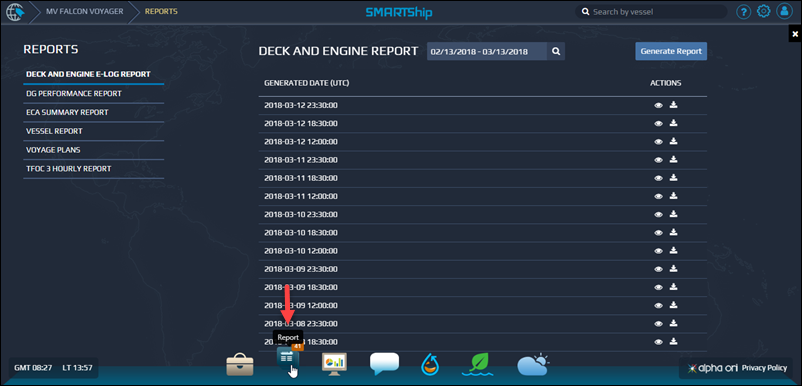 MV FALCON VOYAGER REPORTS SMARTShip Search by vessel ?
REPORTS
DECK AND ENGINE E-LOG REPORT
DG PERFORMANCE REPORT
ECA SUMMARY REPORT
VESSEL REPORT
VOYAGE PLANS
TFOC 3 HOURLY REPORT
DECK AND ENGINE REPORT 02/13/2018 - 03/13/2018 Generate Report
GENERATED DATE (UTC) ACTIONS
2018-03-12 23:30:00
2018-03-12 18:30:00
2018-03-12 12:00:00
2018-03-11 23:30:00
2018-03-11 18:30:00
2018-03-11 12:00:00
2018-03-10 23:30:00
2018-03-10 18:30:00
2018-03-10 12:00:00
2018-03-09 23:30:00
2018-03-09 18:30:00
2018-03-09 12:00:00
2018-03-08 23:30:00
18:30:00
Report
41
GMT 08:27 LT 13:57
alpha ori Privacy Policy